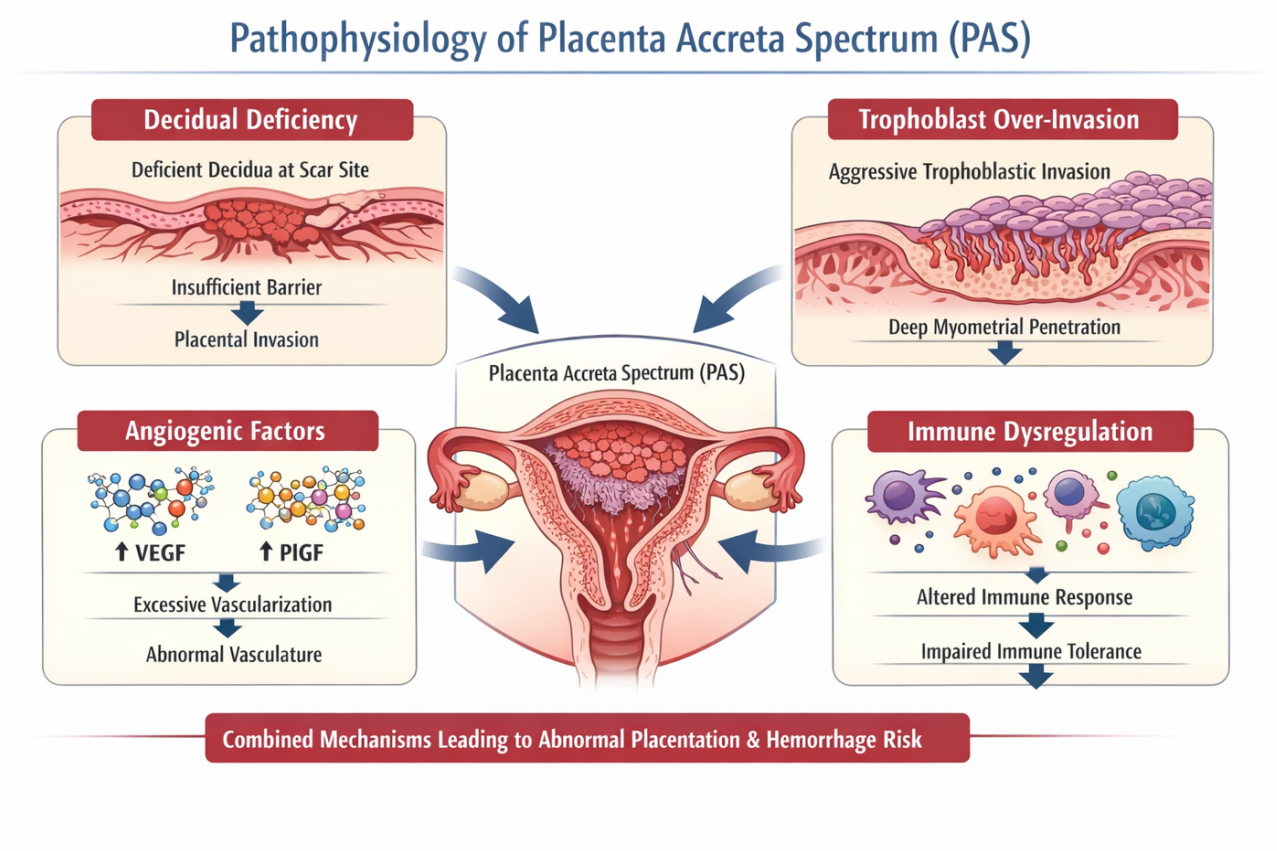 Pathophysiology of Placenta Accreta Spectrum (PAS)
Decidual Deficiency
Deficient Decidua at Scar Site
Insufficient Barrier
Placental Invasion
Trophoblast Over-Invasion
Aggressive Trophoblastic Invasion
Deep Myometrial Penetration
Placenta Accreta Spectrum (PAS)
Angiogenic Factors
↑ VEGF
↑ PlGF
Excessive Vascularization
Abnormal Vasculature
Immune Dysregulation
Altered Immune Response
Impaired Immune Tolerance
Combined Mechanisms Leading to Abnormal Placentation & Hemorrhage Risk